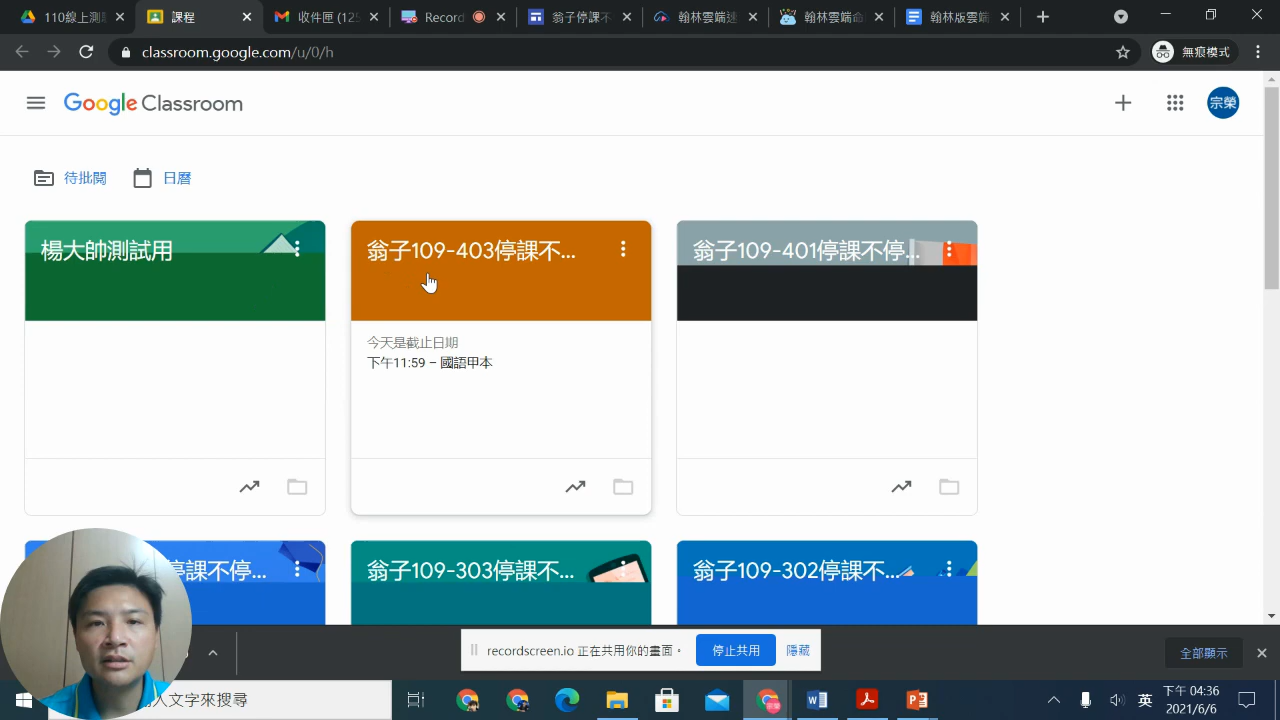 110線上測
課程
收件匣 (12
Record
翁子停課不
翰林雲
翰林雲
翰林版雲端
classroom.google.com/u/0/h
無痕模式
Google Classroom
宗榮
待批閱
日曆
楊大帥測試用
翁子109-403停課不...
翁子109-401停課不停...
今天是截止日期
下午11:59 – 國語甲本
停課不停...
翁子109-303停課不...
翁子109-302停課不...
recordscreen.io 正在共用你的畫面。
停止共用
隱藏
全部顯示
入文字來搜尋
英
下午 04:36
2021/6/6